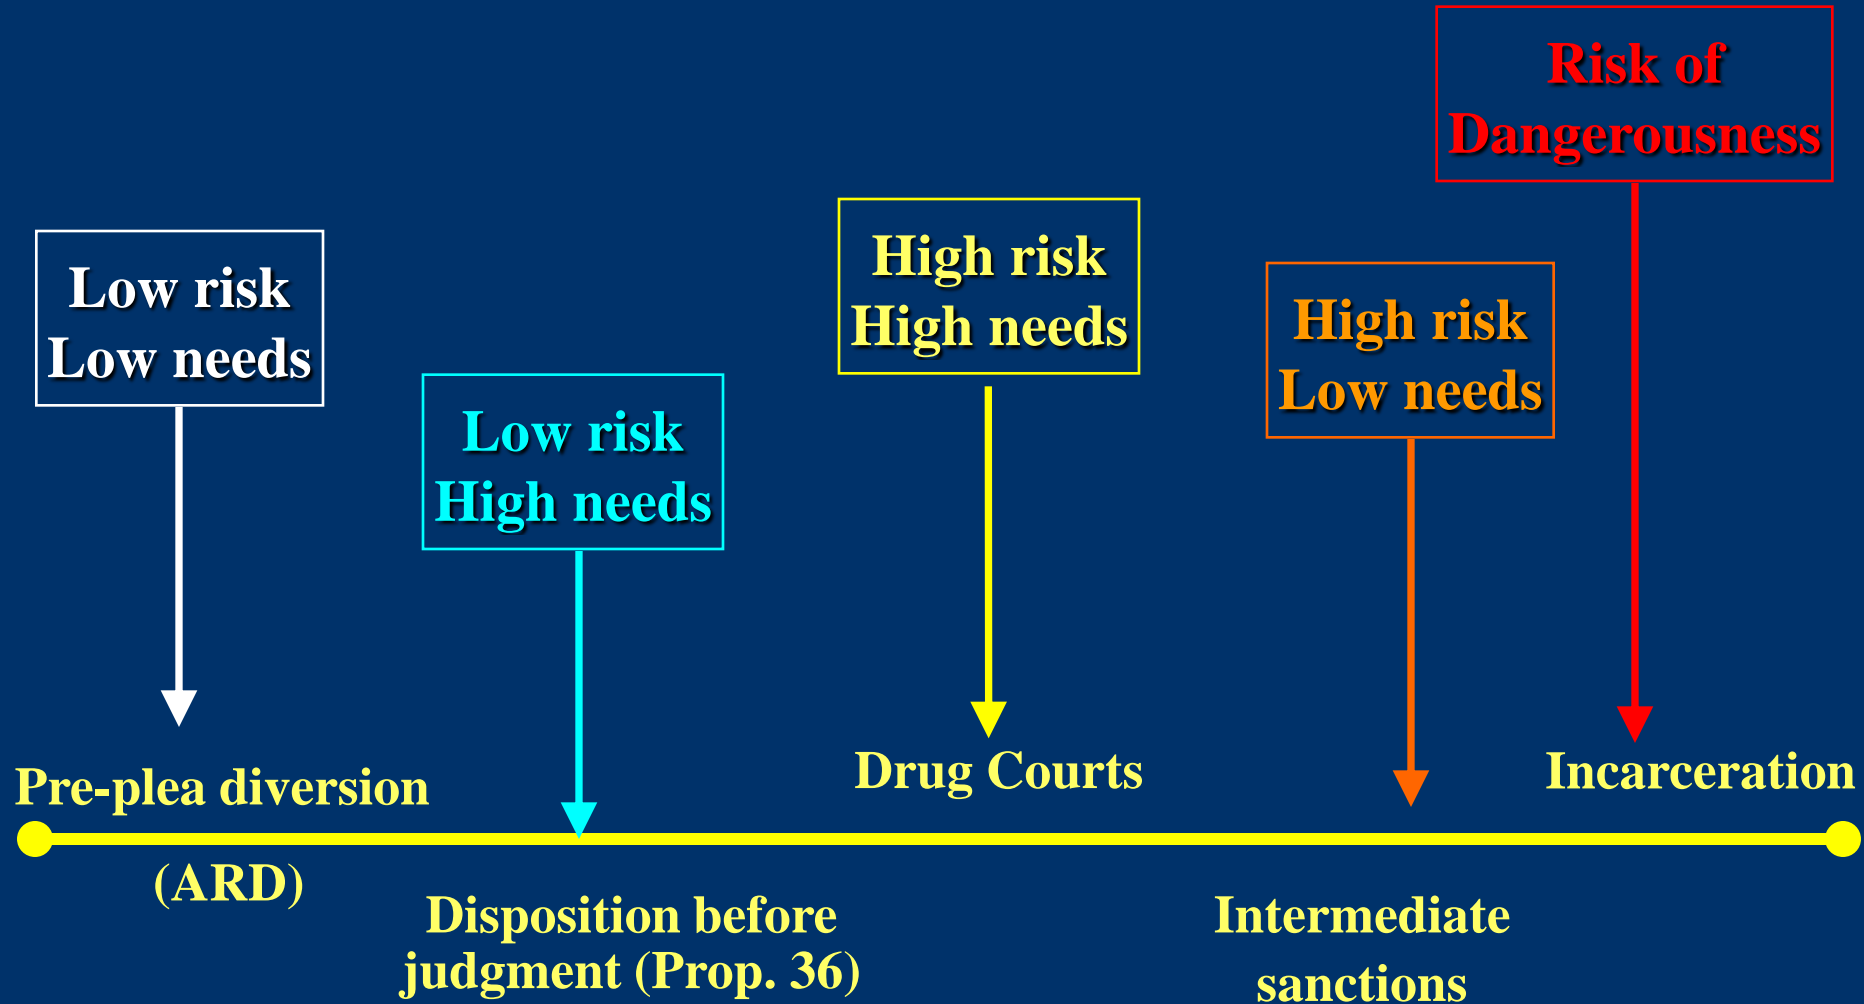 Risk of
Dangerousness
Low risk
Low needs
High risk
High needs
High risk
Low needs
Low risk
High needs
Pre-plea diversion
Drug Courts
Incarceration
(ARD)
Disposition before
judgment (Prop. 36)
Intermediate
sanctions